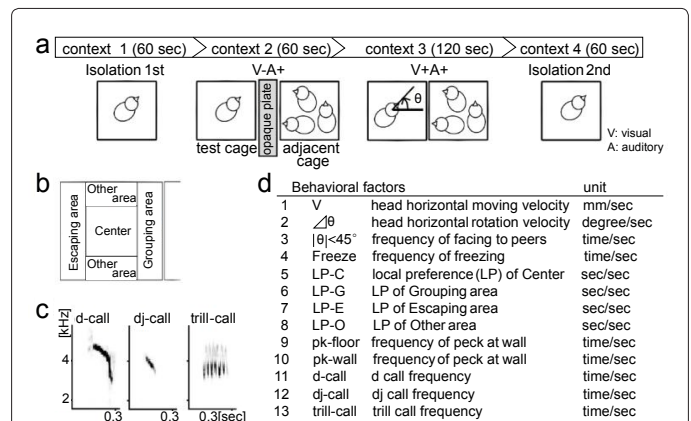 a
context 1 (60 sec) context 2 (60 sec) context 3 (120 sec) context 4 (60 sec)
Isolation 1st V-A+ V+A+ Isolation 2nd
opaque plate
θ
test cage adjacent cage
V: visual
A: auditory
b
Escaping area
Other area
Center
Other area
Grouping area
c
[kHz]
d-call dj-call trill-call
4
2
0.3 0.3 0.3[sec]
d
Behavioral factors unit
1 V head horizontal moving velocity mm/sec
2 ⊿θ head horizontal rotation velocity degree/sec
3 |θ|<45° frequency of facing to peers time/sec
4 Freeze frequency of freezing time/sec
5 LP-C local preference (LP) of Center sec/sec
6 LP-G LP of Grouping area sec/sec
7 LP-E LP of Escaping area sec/sec
8 LP-O LP of Other area sec/sec
9 pk-floor frequency of peck at wall time/sec
10 pk-wall frequency of peck at wall time/sec
11 d-call d call frequency time/sec
12 dj-call dj call frequency time/sec
13 trill-call trill call frequency time/sec